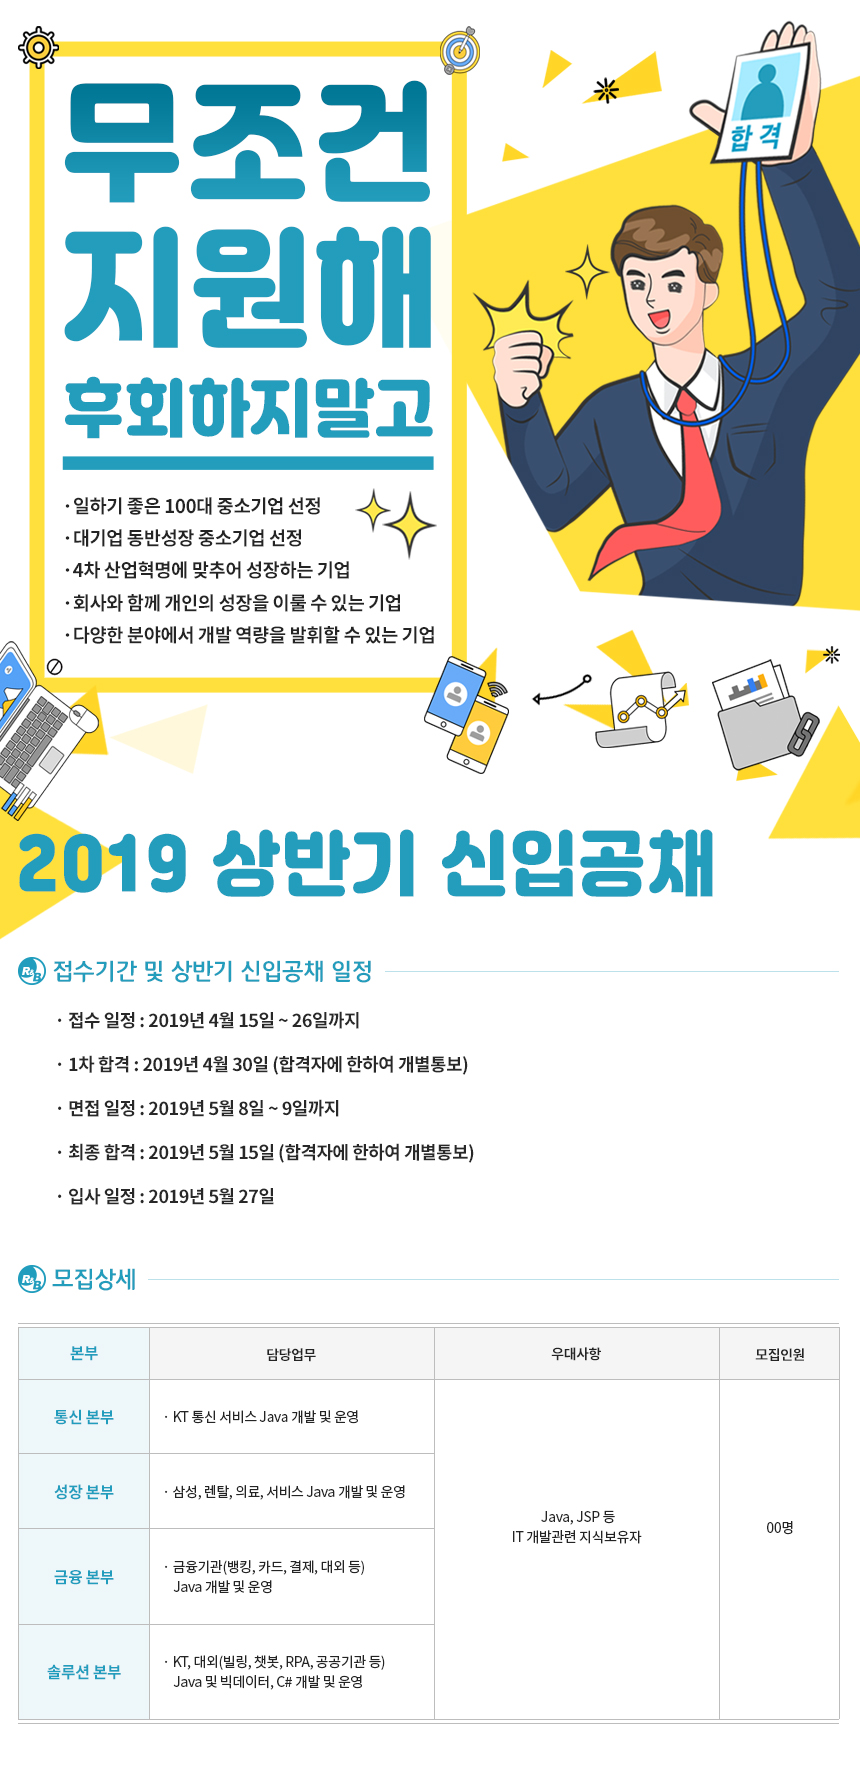 합격
무조건
지원해
후회하지말고
·일하기 좋은 100대 중소기업 선정
·대기업 동반성장 중소기업 선정
·4차 산업혁명에 맞추어 성장하는 기업
·회사와 함께 개인의 성장을 이룰 수 있는 기업
·다양한 분야에서 개발 역량을 발휘할 수 있는 기업
2019 상반기 신입공채
접수기간 및 상반기 신입공채 일정
· 접수 일정 : 2019년 4월 15일 ~ 26일까지
· 1차 합격 : 2019년 4월 30일 (합격자에 한하여 개별통보)
· 면접 일정 : 2019년 5월 8일 ~ 9일까지
· 최종 합격 : 2019년 5월 15일 (합격자에 한하여 개별통보)
· 입사 일정 : 2019년 5월 27일
모집상세
본부 담당업무 우대사항 모집인원
통신 본부 · KT 통신 서비스 Java 개발 및 운영
성장 본부 · 삼성, 렌탈, 의료, 서비스 Java 개발 및 운영
금융 본부 · 금융기관(뱅킹, 카드, 결제, 대외 등)
Java 개발 및 운영
솔루션 본부 · KT, 대외(빌링, 챗봇, RPA, 공공기관 등)
Java 및 빅데이터, C# 개발 및 운영
Java, JSP 등
IT 개발관련 지식보유자
00명